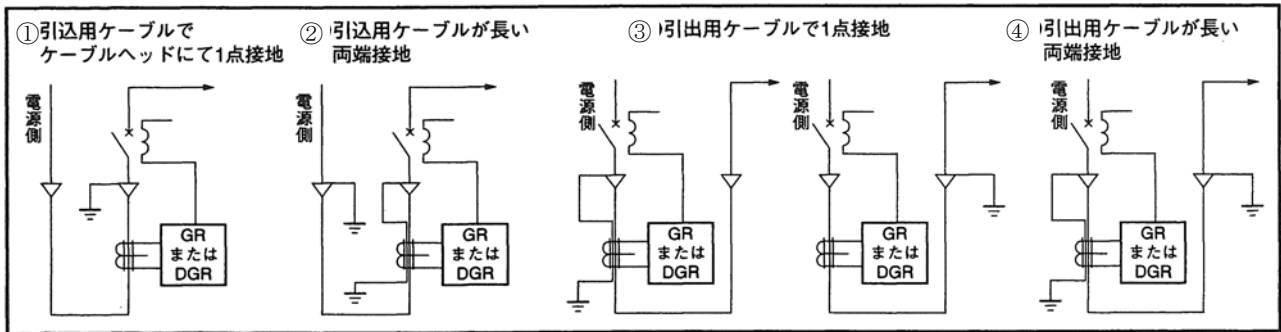 ①引込用ケーブルで
ケーブルヘッドにて1点接地
②引込用ケーブルが長い
両端接地
③引出用ケーブルで1点接地
④引出用ケーブルが長い
両端接地
電源側
GR
または
DGR
電源側
GR
または
DGR
電源側
GR
または
DGR
電源側
GR
または
DGR
電源側
GR
または
DGR